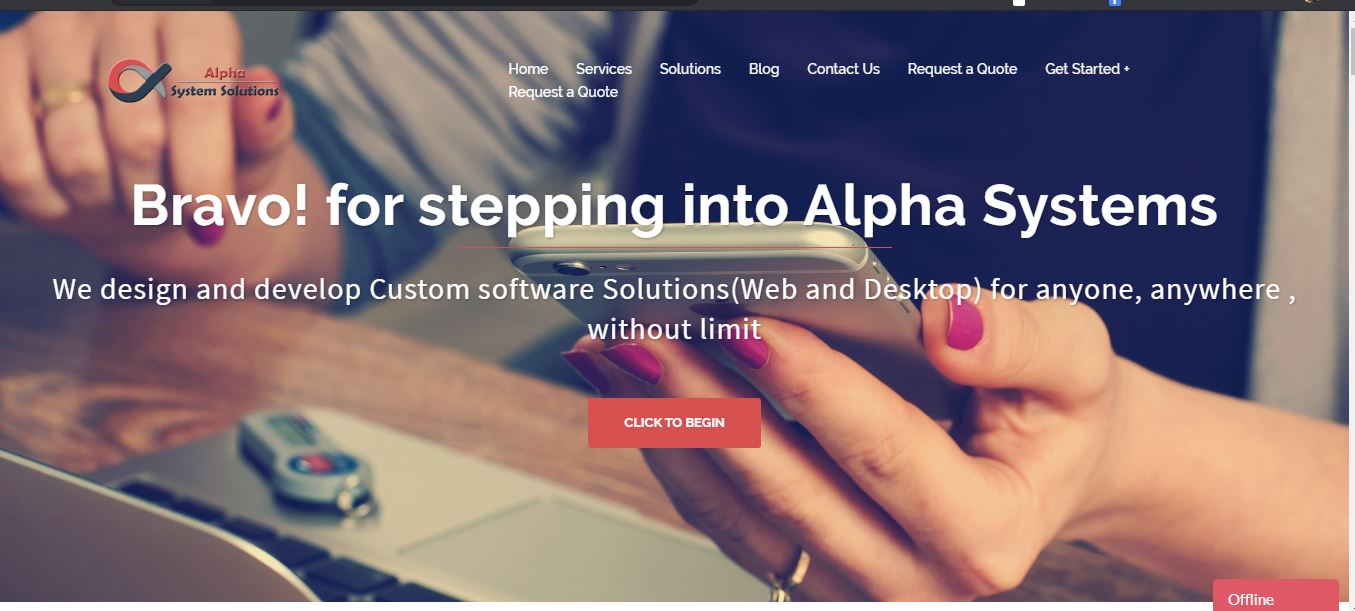 Alpha
System Solutions
Home Services Solutions Blog Contact Us Request a Quote Get Started +
Request a Quote
Bravo! for stepping into Alpha Systems
We design and develop Custom software Solutions(Web and Desktop) for anyone, anywhere ,
without limit
CLICK TO BEGIN
Offline